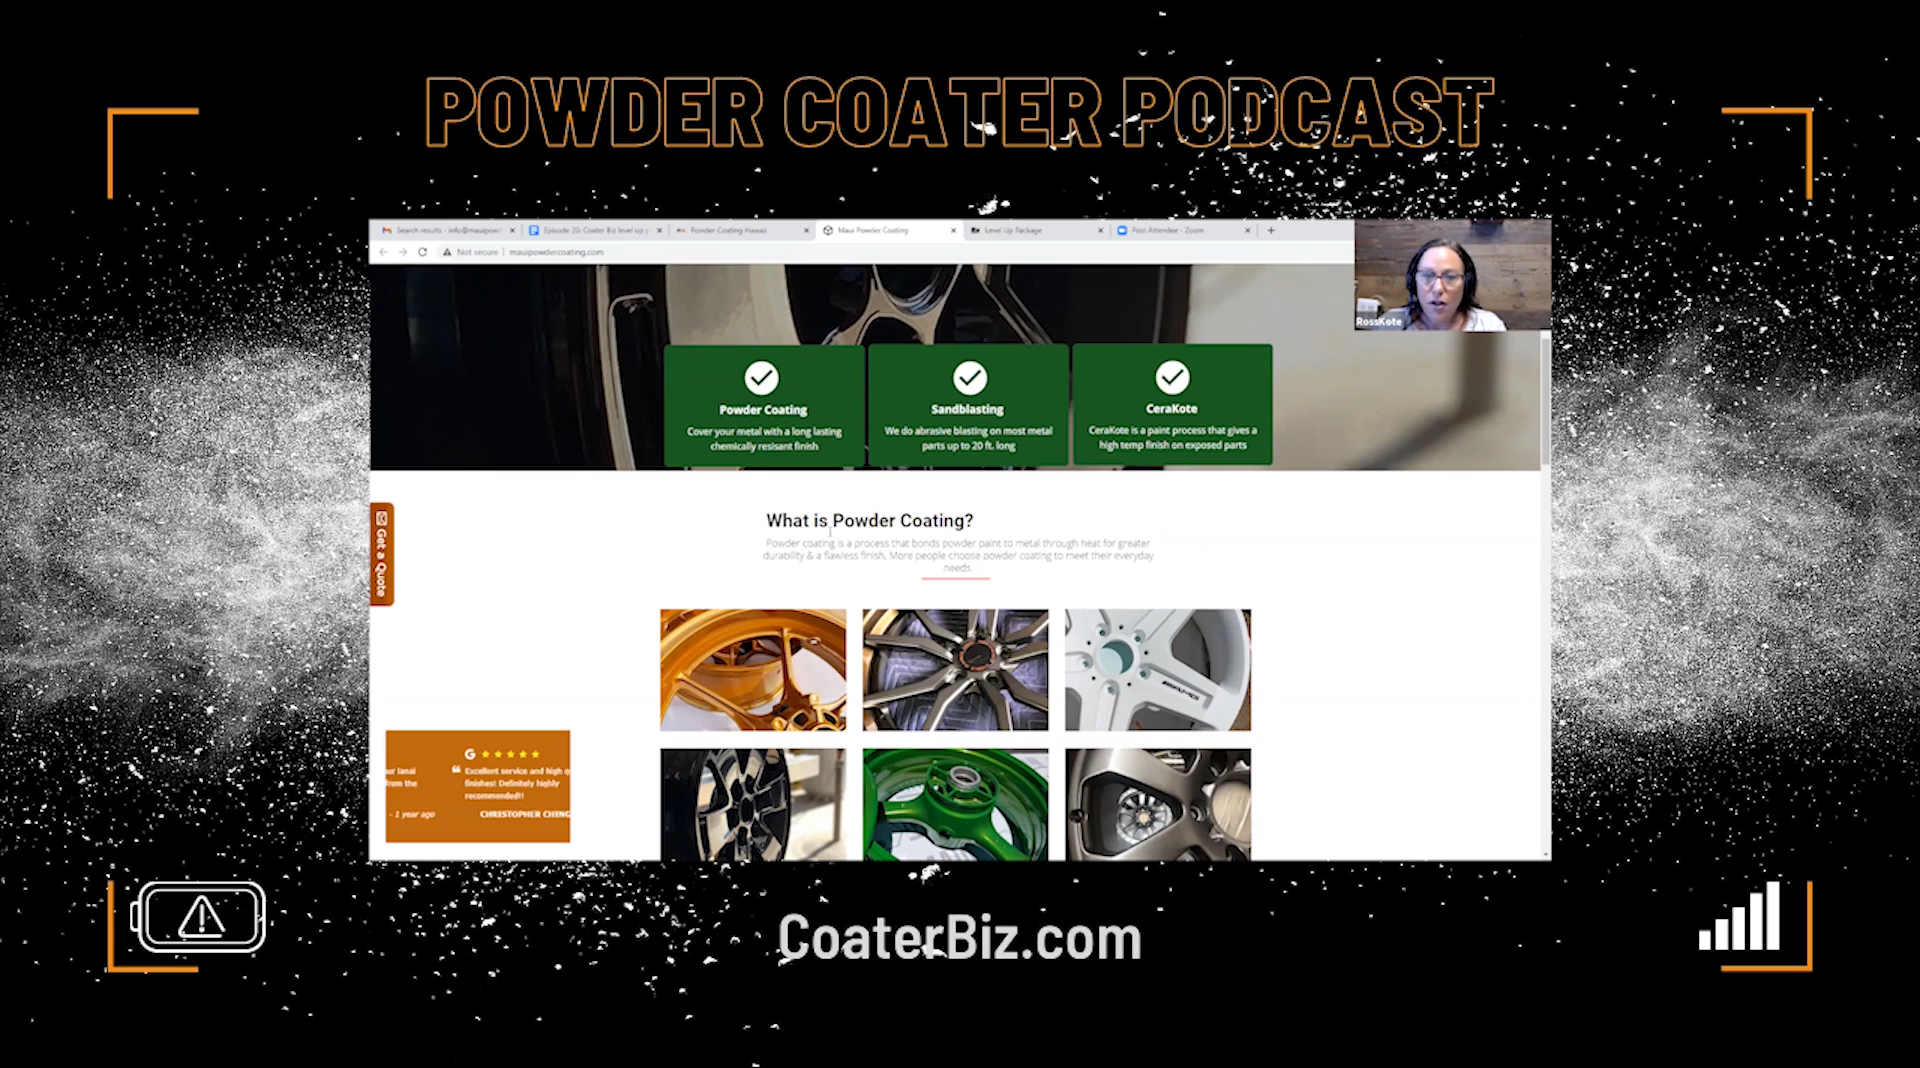 POWDER COATER PODCAST
Search results - info@mauipowd
Episode 20: Coater Biz level up
Powder Coating Hawaii
Maui Powder Coating
Level Up Package
Post Attendee - Zoom
Not secure
mauipowdercoating.com
RossKote
Powder Coating
Cover your metal with a long lasting
chemically resisant finish
Sandblasting
We do abrasive blasting on most metal
parts up to 20 ft. long
CeraKote
CeraKote is a paint process that gives a
high temp finish on exposed parts
Get a Quote
What is Powder Coating?
Powder coating is a process that bonds powder paint to metal through heat for greater
durability & a flawless finish. More people choose powder coating to meet their everyday
needs.
ur lanai
from the
- 1 year ago
G
“ Excellent service and high q
finishes! Definitely highly
recommended!!
CHRISTOPHER CHING
CoaterBiz.com